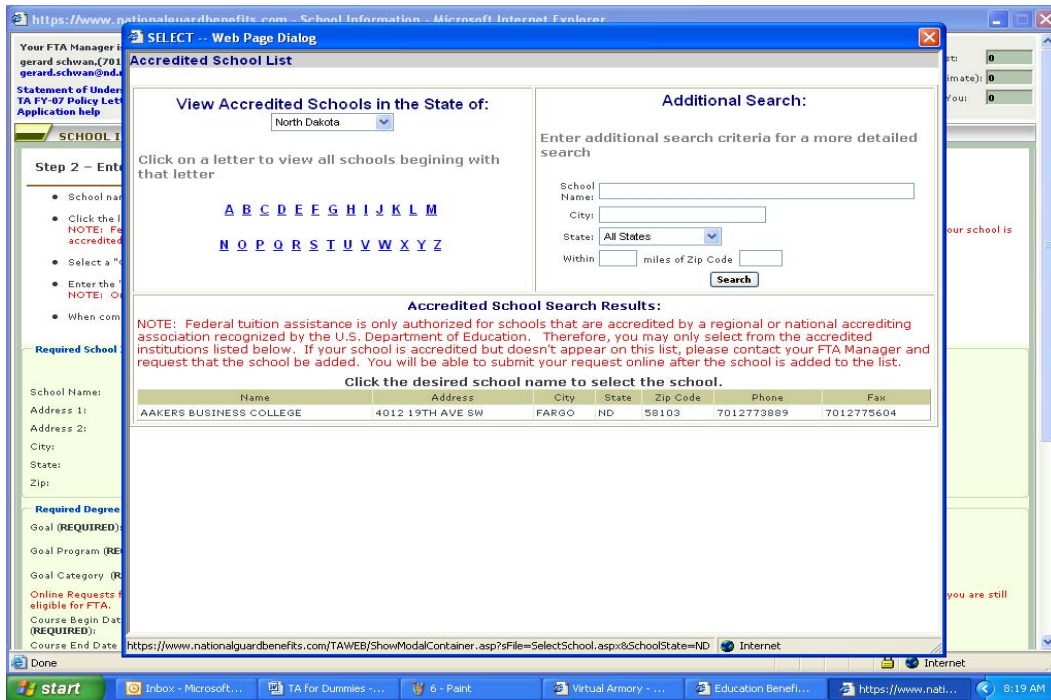 https://www.nationalguardbenefits.com - School Information - Microsoft Internet Explorer
SELECT -- Web Page Dialog
Your FTA Manager i
gerard schwan,(701
gerard.schwan@nd.
Statement of Unders
TA FY-07 Policy Lett
Application help
st: 0
imate): 0
You: 0
SCHOOL I
Step 2 – Ente
School nam
Click the l
NOTE: Fe
accredited
our school is
Select a "
Enter the "
NOTE: O
When com
Accredited School List
View Accredited Schools in the State of:
North Dakota
Click on a letter to view all schools begining with
that letter
A B C D E F G H I J K L M
N O P Q R S T U V W X Y Z
Additional Search:
Enter additional search criteria for a more detailed
search
School
Name:
City:
State: All States
Within miles of Zip Code
Search
Accredited School Search Results:
NOTE: Federal tuition assistance is only authorized for schools that are accredited by a regional or national accrediting
association recognized by the U.S. Department of Education. Therefore, you may only select from the accredited
institutions listed below. If your school is accredited but doesn't appear on this list, please contact your FTA Manager and
request that the school be added. You will be able to submit your request online after the school is added to the list.
Click the desired school name to select the school.
Name Address City State Zip Code Phone Fax
AAKERS BUSINESS COLLEGE 4012 19TH AVE SW FARGO ND 58103 7012773889 7012775604
Required School
School Name:
Address 1:
Address 2:
City:
State:
Zip:
Required Degree
Goal (REQUIRED):
Goal Program (RE
Goal Category (R
Online Requests f
eligible for FTA.
you are still
Course Begin Dat
(REQUIRED):
Course End Date
https://www.nationalguardbenefits.com/TAWEB/ShowModalContainer.asp?sFile=SelectSchool.aspx&SchoolState=ND Internet
Done Internet
start Inbox - Microsoft... TA for Dummies -... 6 - Paint Virtual Armory - ... Education Benefi... https://www.nati... 8:19 AM